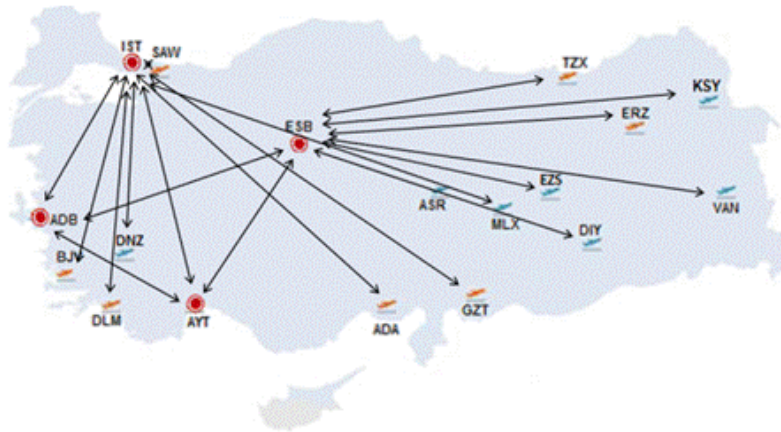 IST SAW
TZX
KSY
ERZ
ESB
EZS
ASR
VAN
MLX
ADB
DNZ
DIY
BJV
DLM
AYT
ADA
GZT